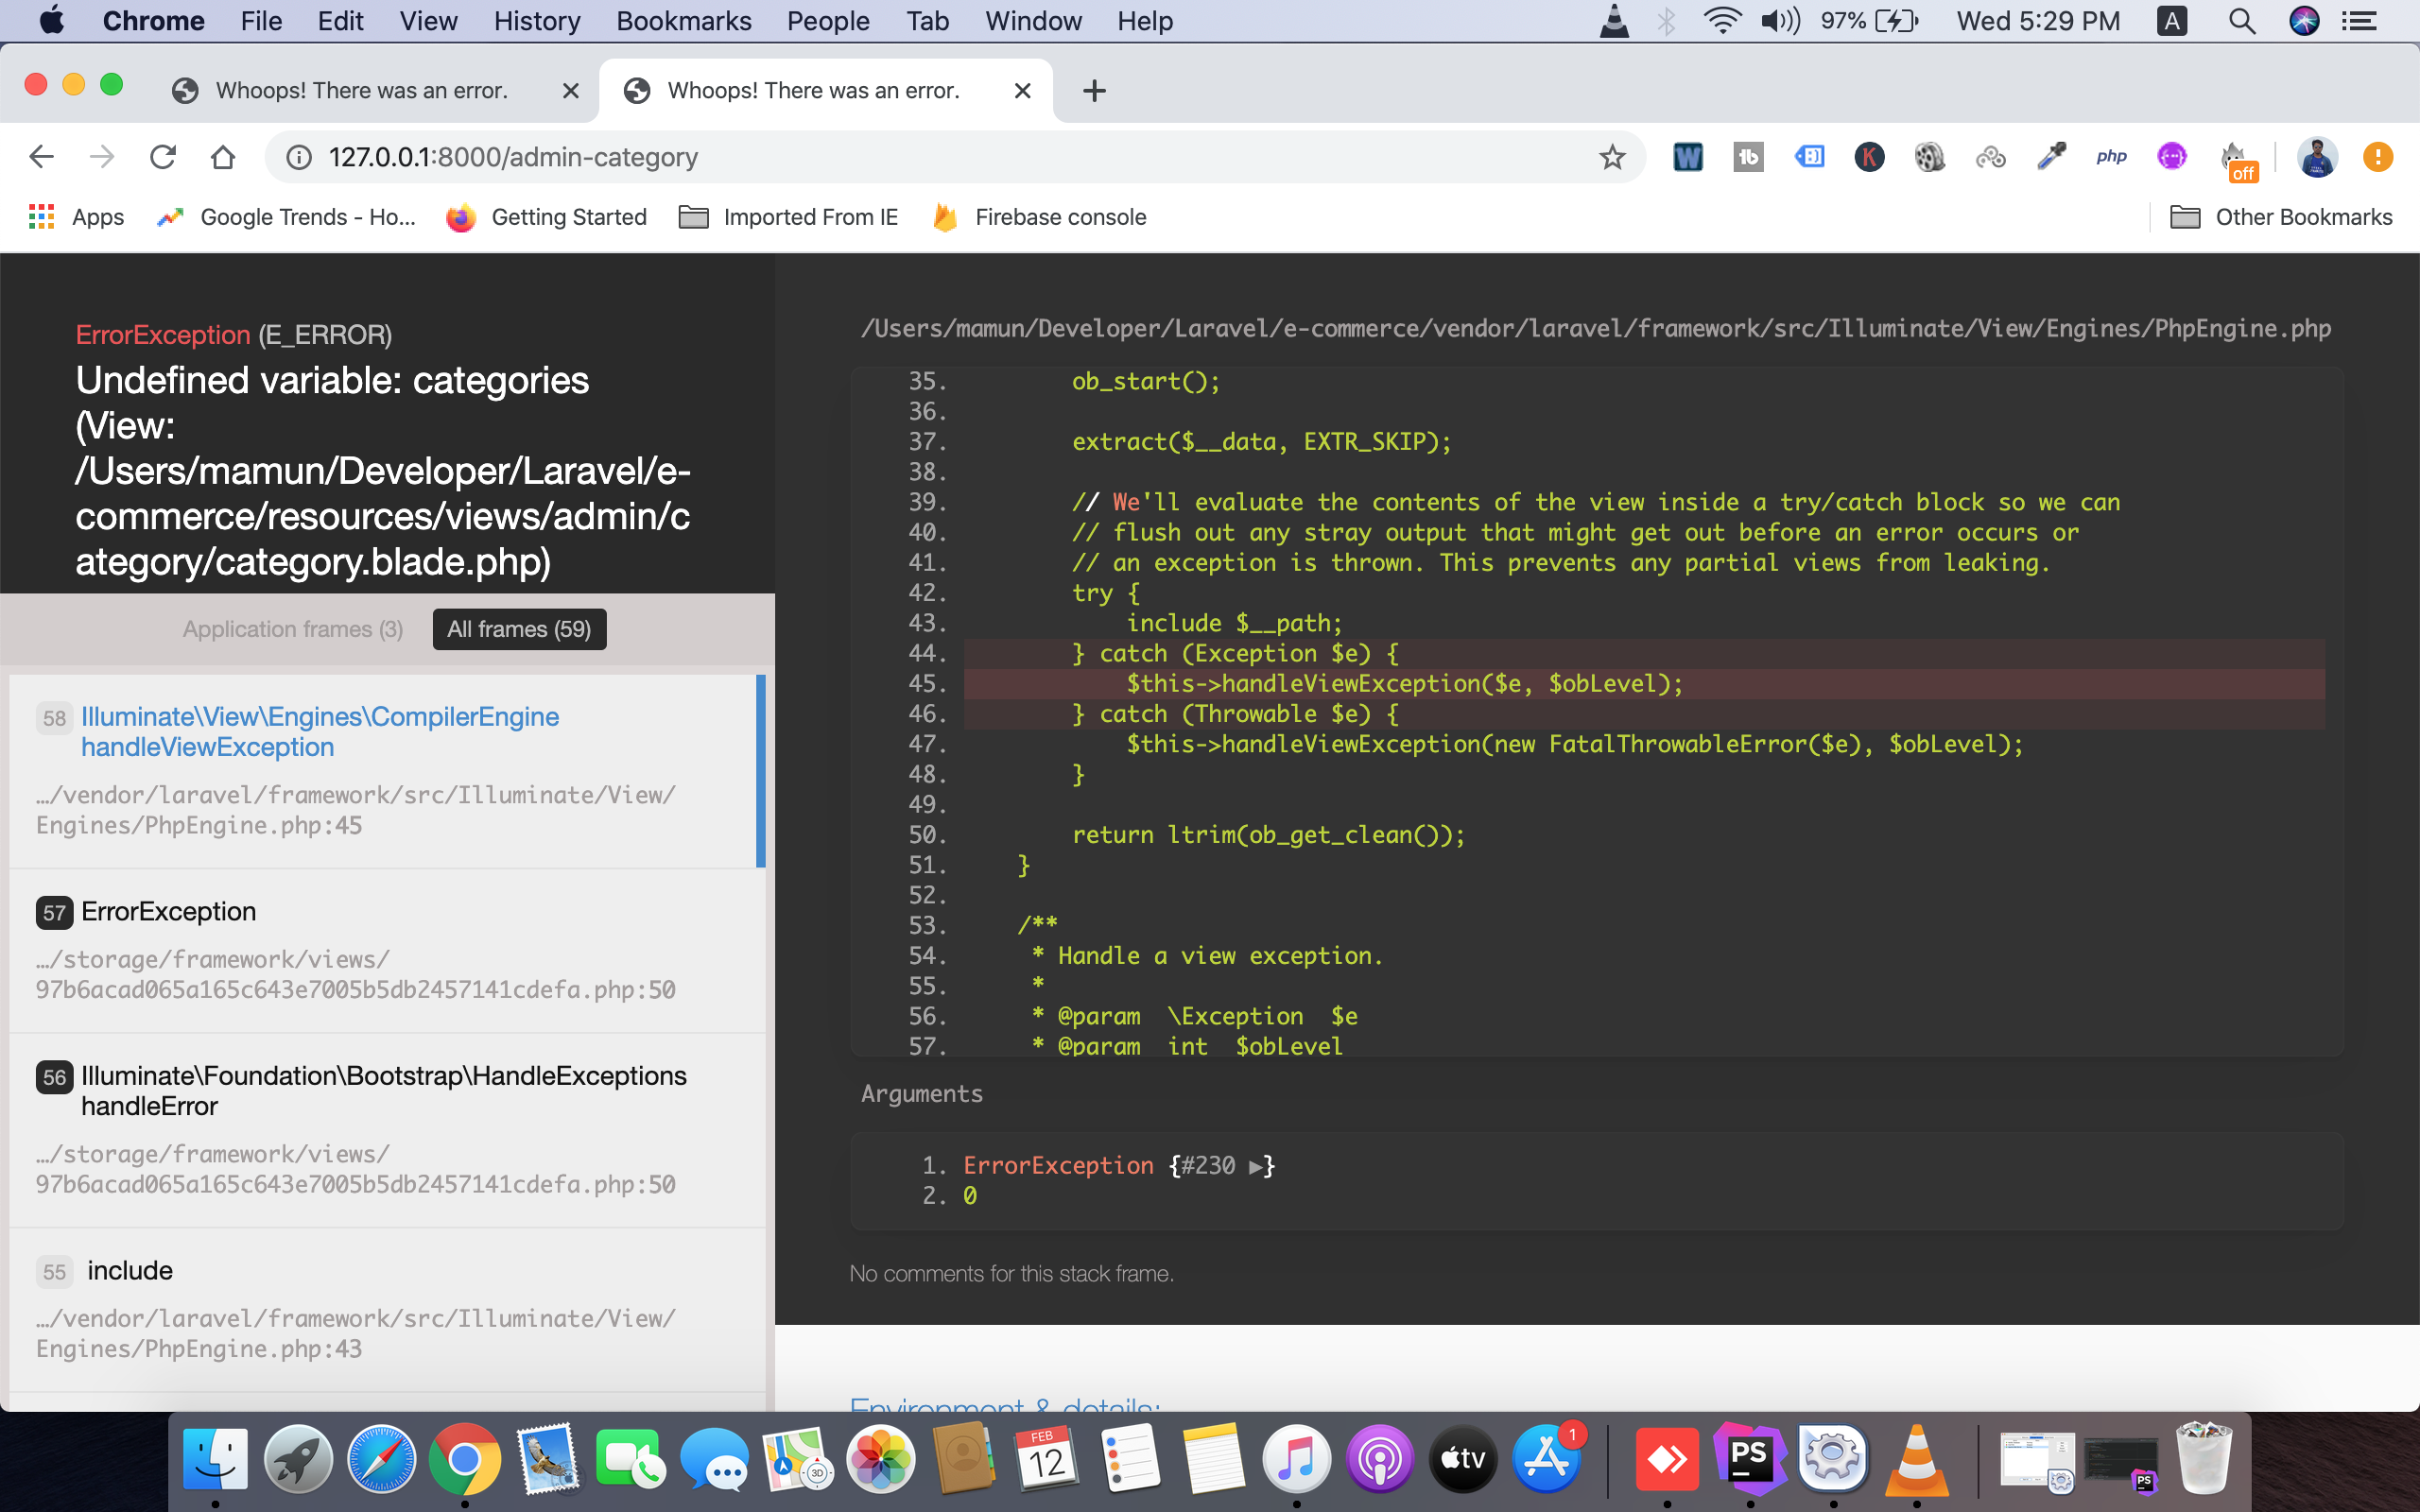 Chrome File Edit View History Bookmarks People Tab Window Help 97% Wed 5:29 PM A
Whoops! There was an error. Whoops! There was an error.
127.0.0.1:8000/admin-category php off
Apps Google Trends - Ho... Getting Started Imported From IE Firebase console Other Bookmarks
ErrorException (E_ERROR)
Undefined variable: categories
(View:
/Users/mamun/Developer/Laravel/e-
commerce/resources/views/admin/c
ategory/category.blade.php)
Application frames (3) All frames (59)
58 Illuminate\View\Engines\CompilerEngine
handleViewException
…/vendor/laravel/framework/src/Illuminate/View/
Engines/PhpEngine.php:45
57 ErrorException
…/storage/framework/views/
97b6acad065a165c643e7005b5db2457141cdefa.php:50
56 Illuminate\Foundation\Bootstrap\HandleExceptions
handleError
…/storage/framework/views/
97b6acad065a165c643e7005b5db2457141cdefa.php:50
55 include
…/vendor/laravel/framework/src/Illuminate/View/
Engines/PhpEngine.php:43
/Users/mamun/Developer/Laravel/e-commerce/vendor/laravel/framework/src/Illuminate/View/Engines/PhpEngine.php
35. ob_start();
36.
37. extract($__data, EXTR_SKIP);
38.
39. // We'll evaluate the contents of the view inside a try/catch block so we can
40. // flush out any stray output that might get out before an error occurs or
41. // an exception is thrown. This prevents any partial views from leaking.
42. try {
43. include $__path;
44. } catch (Exception $e) {
45. $this->handleViewException($e, $obLevel);
46. } catch (Throwable $e) {
47. $this->handleViewException(new FatalThrowableError($e), $obLevel);
48. }
49.
50. return ltrim(ob_get_clean());
51. }
52.
53. /**
54. * Handle a view exception.
55. *
56. * @param \Exception $e
57. * @param int $obLevel
Arguments
1. ErrorException {#230 ▶}
2. 0
No comments for this stack frame.
Environment & details:
3D FEB 12 tv 1 PS PS